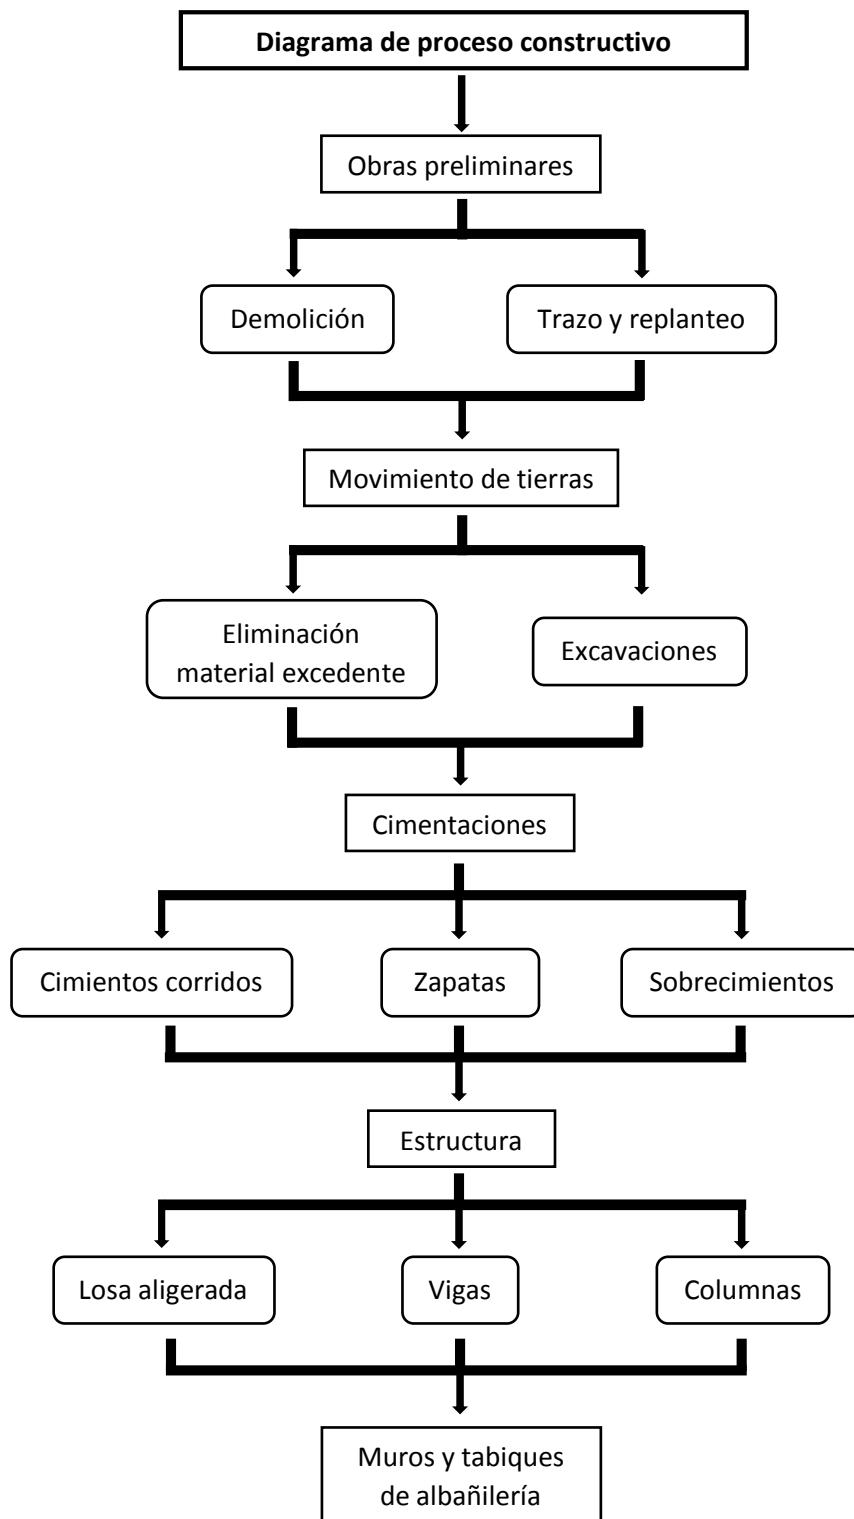 Diagrama de proceso constructivo
Obras preliminares
Demolición
Trazo y replanteo
Movimiento de tierras
Eliminación
material excedente
Excavaciones
Cimentaciones
Cimientos corridos
Zapatas
Sobrecimientos
Estructura
Losa aligerada
Vigas
Columnas
Muros y tabiques
de albañilería